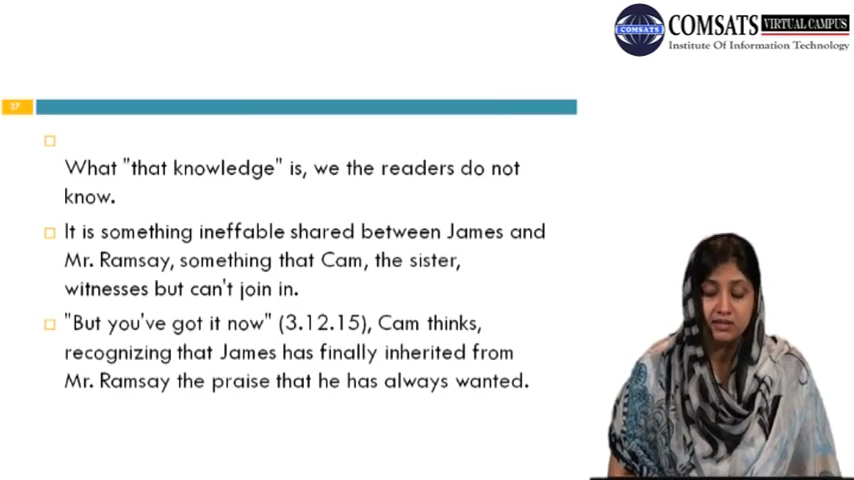 COMSATS
COMSATS VIRTUAL CAMPUS
Institute Of Information Technology
37
What "that knowledge" is, we the readers do not
know.
It is something ineffable shared between James and
Mr. Ramsay, something that Cam, the sister,
witnesses but can't join in.
"But you've got it now" (3.12.15), Cam thinks,
recognizing that James has finally inherited from
Mr. Ramsay the praise that he has always wanted.